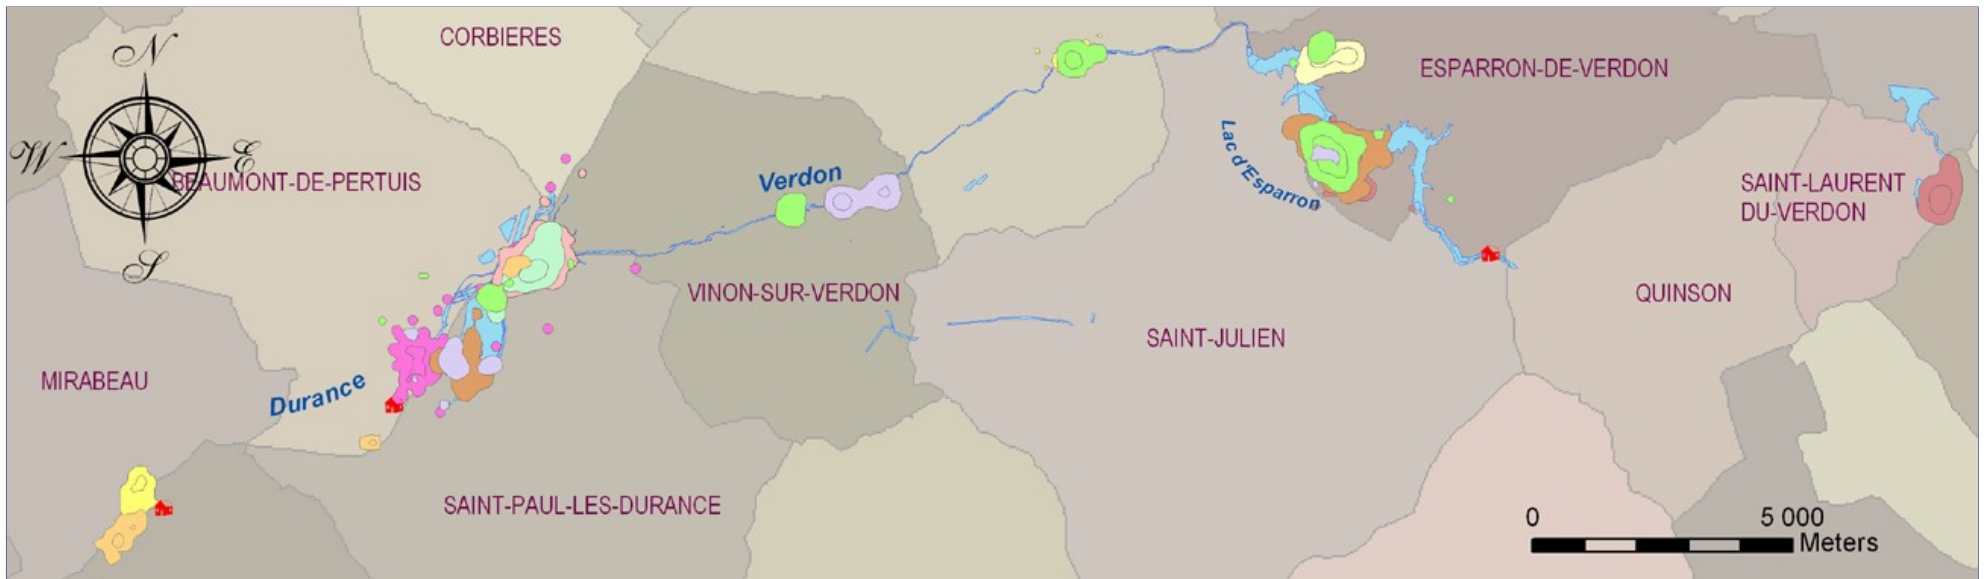 CORBIERES
N
ESPARRON-DE-VERDON
W
E
BEAUMONT-DE-PERTUIS
Verdon
Lac d'Esparron
SAINT-LAURENT
DU-VERDON
S
VINON-SUR-VERDON
QUINSON
SAINT-JULIEN
MIRABEAU
Durance
SAINT-PAUL-LES-DURANCE
0 5 000
Meters